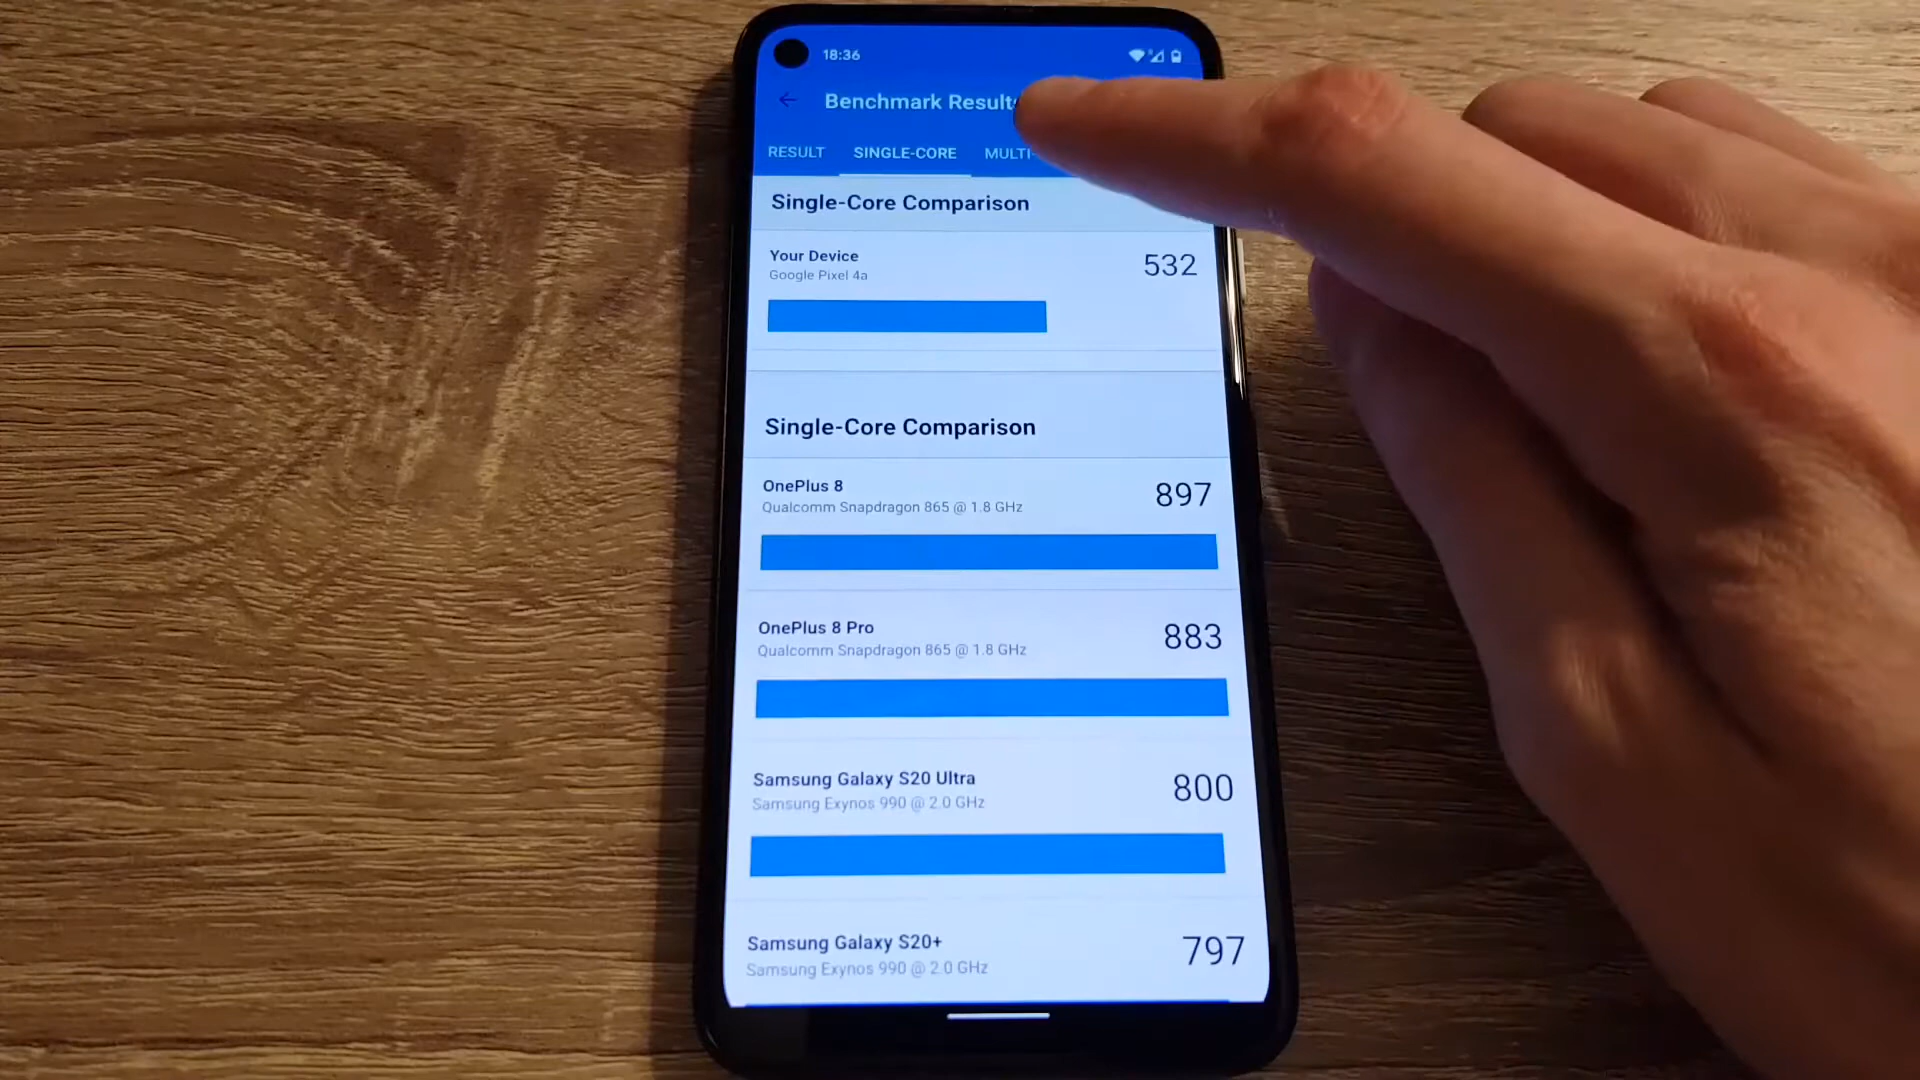 18:36
Benchmark Result
RESULT SINGLE-CORE MULTI-
Single-Core Comparison
Your Device
532
Google Pixel 4a
Single-Core Comparison
OnePlus 8
897
Qualcomm Snapdragon 865 @ 1.8 GHz
OnePlus 8 Pro
883
Qualcomm Snapdragon 865 @ 1.8 GHz
Samsung Galaxy S20 Ultra
800
Samsung Exynos 990 @ 2.0 GHz
Samsung Galaxy S20+
797
Samsung Exynos 990 @ 2.0 GHz